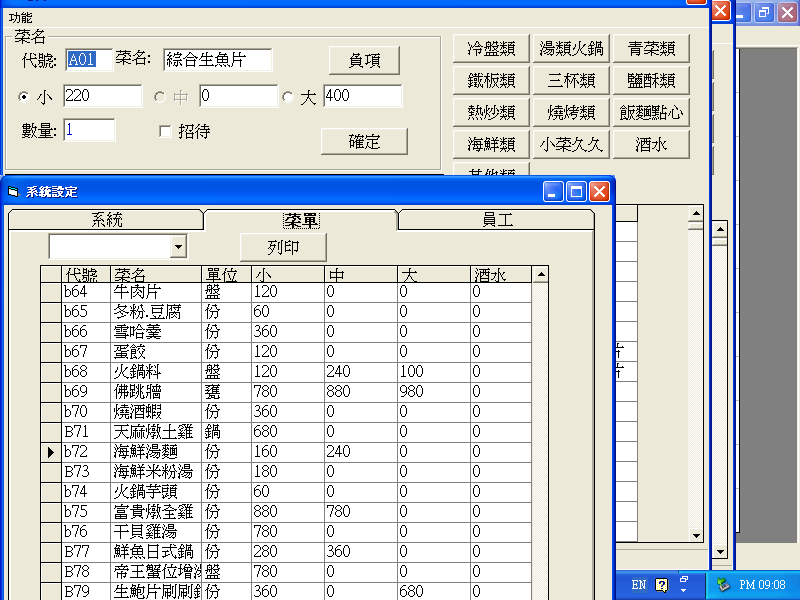 功能
菜名
代號: A01 菜名: 綜合生魚片 負項
小 220 中 0 大 400
數量: 1 招待 確定
冷盤類 湯類火鍋 青菜類
鐵板類 三杯類 鹽酥類
熱炒類 燒烤類 飯麵點心
海鮮類 小菜久久 酒水
其他類
系統設定
系統 菜單 員工
列印
代號 菜名 單位 小 中 大 酒水
b64 牛肉片 盤 120 0 0 0
b65 冬粉.豆腐 份 60 0 0 0
b66 雪哈羹 份 360 0 0 0
b67 蛋餃 份 120 0 0 0
b68 火鍋料 盤 120 240 100 0
b69 佛跳牆 甕 780 880 980 0
b70 燒酒蝦 份 360 0 0 0
B71 天麻燉土雞 鍋 680 0 0 0
b72 海鮮湯麵 份 160 240 0 0
B73 海鮮米粉湯 份 180 0 0 0
b74 火鍋芋頭 份 60 0 0 0
b75 富貴燉全雞 份 880 780 0 0
b76 干貝雞湯 份 780 0 0 0
B77 鮮魚日式鍋 份 280 360 0 0
B78 帝王蟹位增 盤 780 0 0 0
B79 生鮑片刷刷 份 360 0 680 0
EN PM 09:08